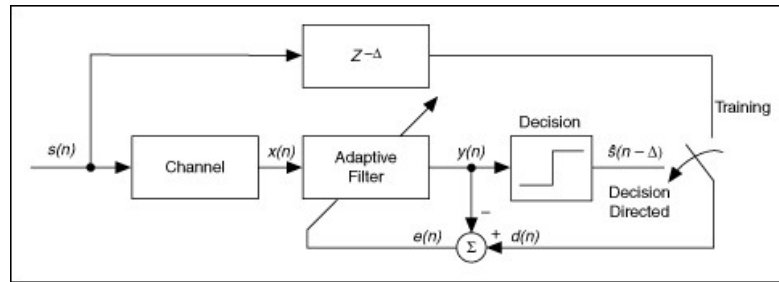 Z−Δ
Training
s(n)
Channel
x(n)
Adaptive
Filter
y(n)
Decision
ŝ(n − Δ)
Decision
Directed
−
e(n)
Σ
+
d(n)